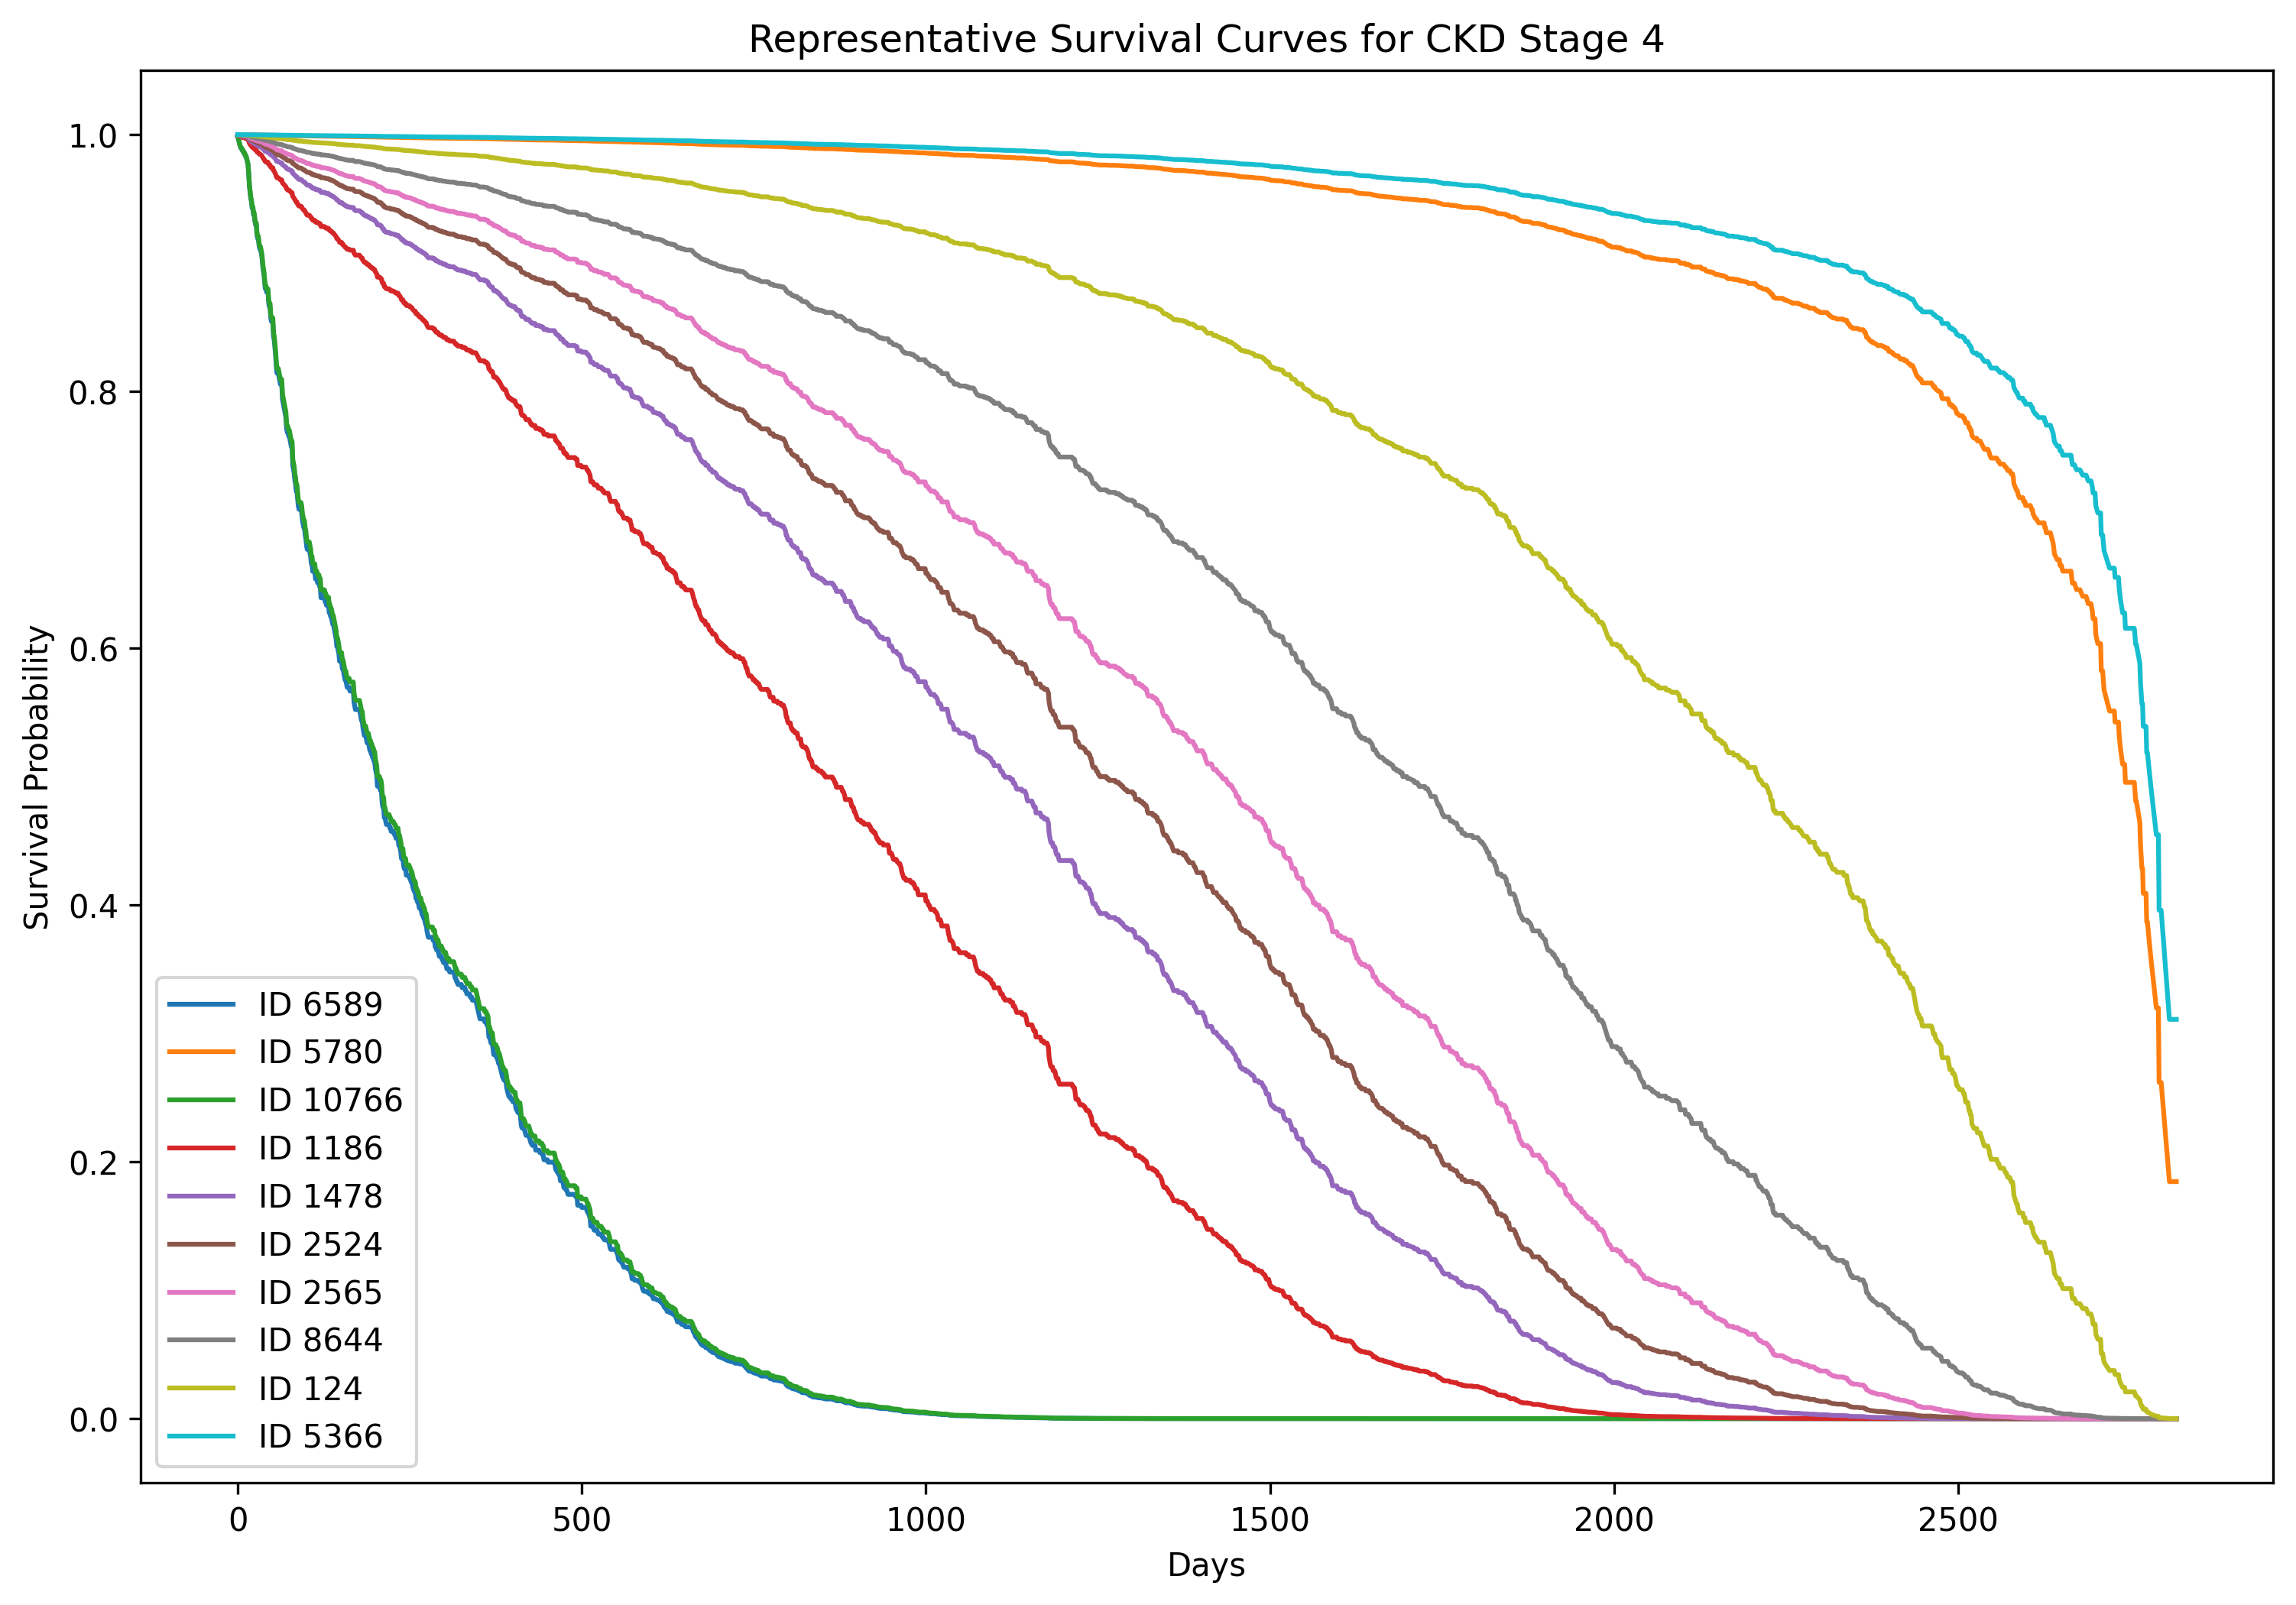 Representative Survival Curves for CKD Stage 4
Survival Probability
1.0
0.8
0.6
0.4
0.2
0.0
ID 6589
ID 5780
ID 10766
ID 1186
ID 1478
ID 2524
ID 2565
ID 8644
ID 124
ID 5366
0 500 1000 1500 2000 2500
Days